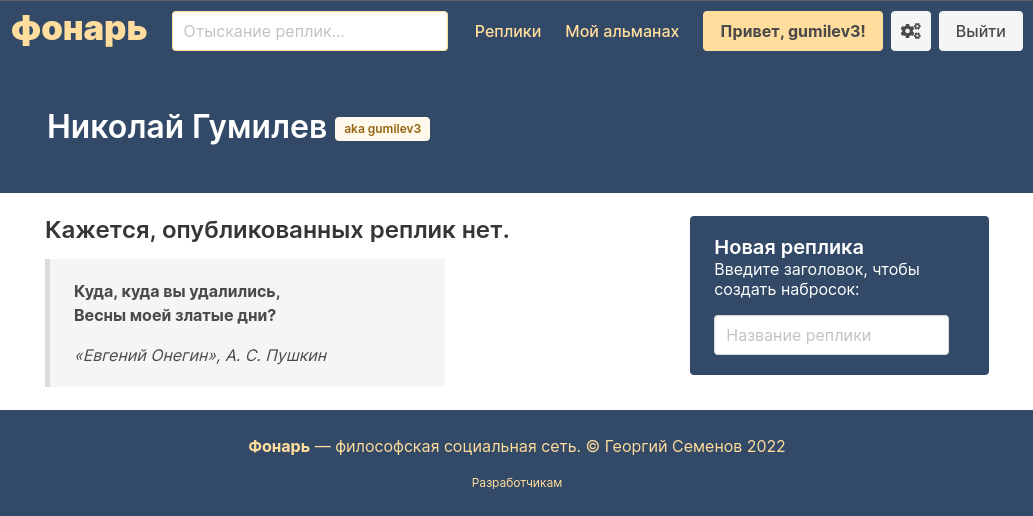 фонарь
Отыскание реплик...
Реплики
Мой альманах
Привет, gumilev3!
Выйти
Николай Гумилев
aka gumilev3
Кажется, опубликованных реплик нет.
Куда, куда вы удалились,
Весны моей златые дни?
«Евгений Онегин», А. С. Пушкин
Новая реплика
Введите заголовок, чтобы
создать набросок:
Название реплики
Фонарь — философская социальная сеть. © Георгий Семенов 2022
Разработчикам